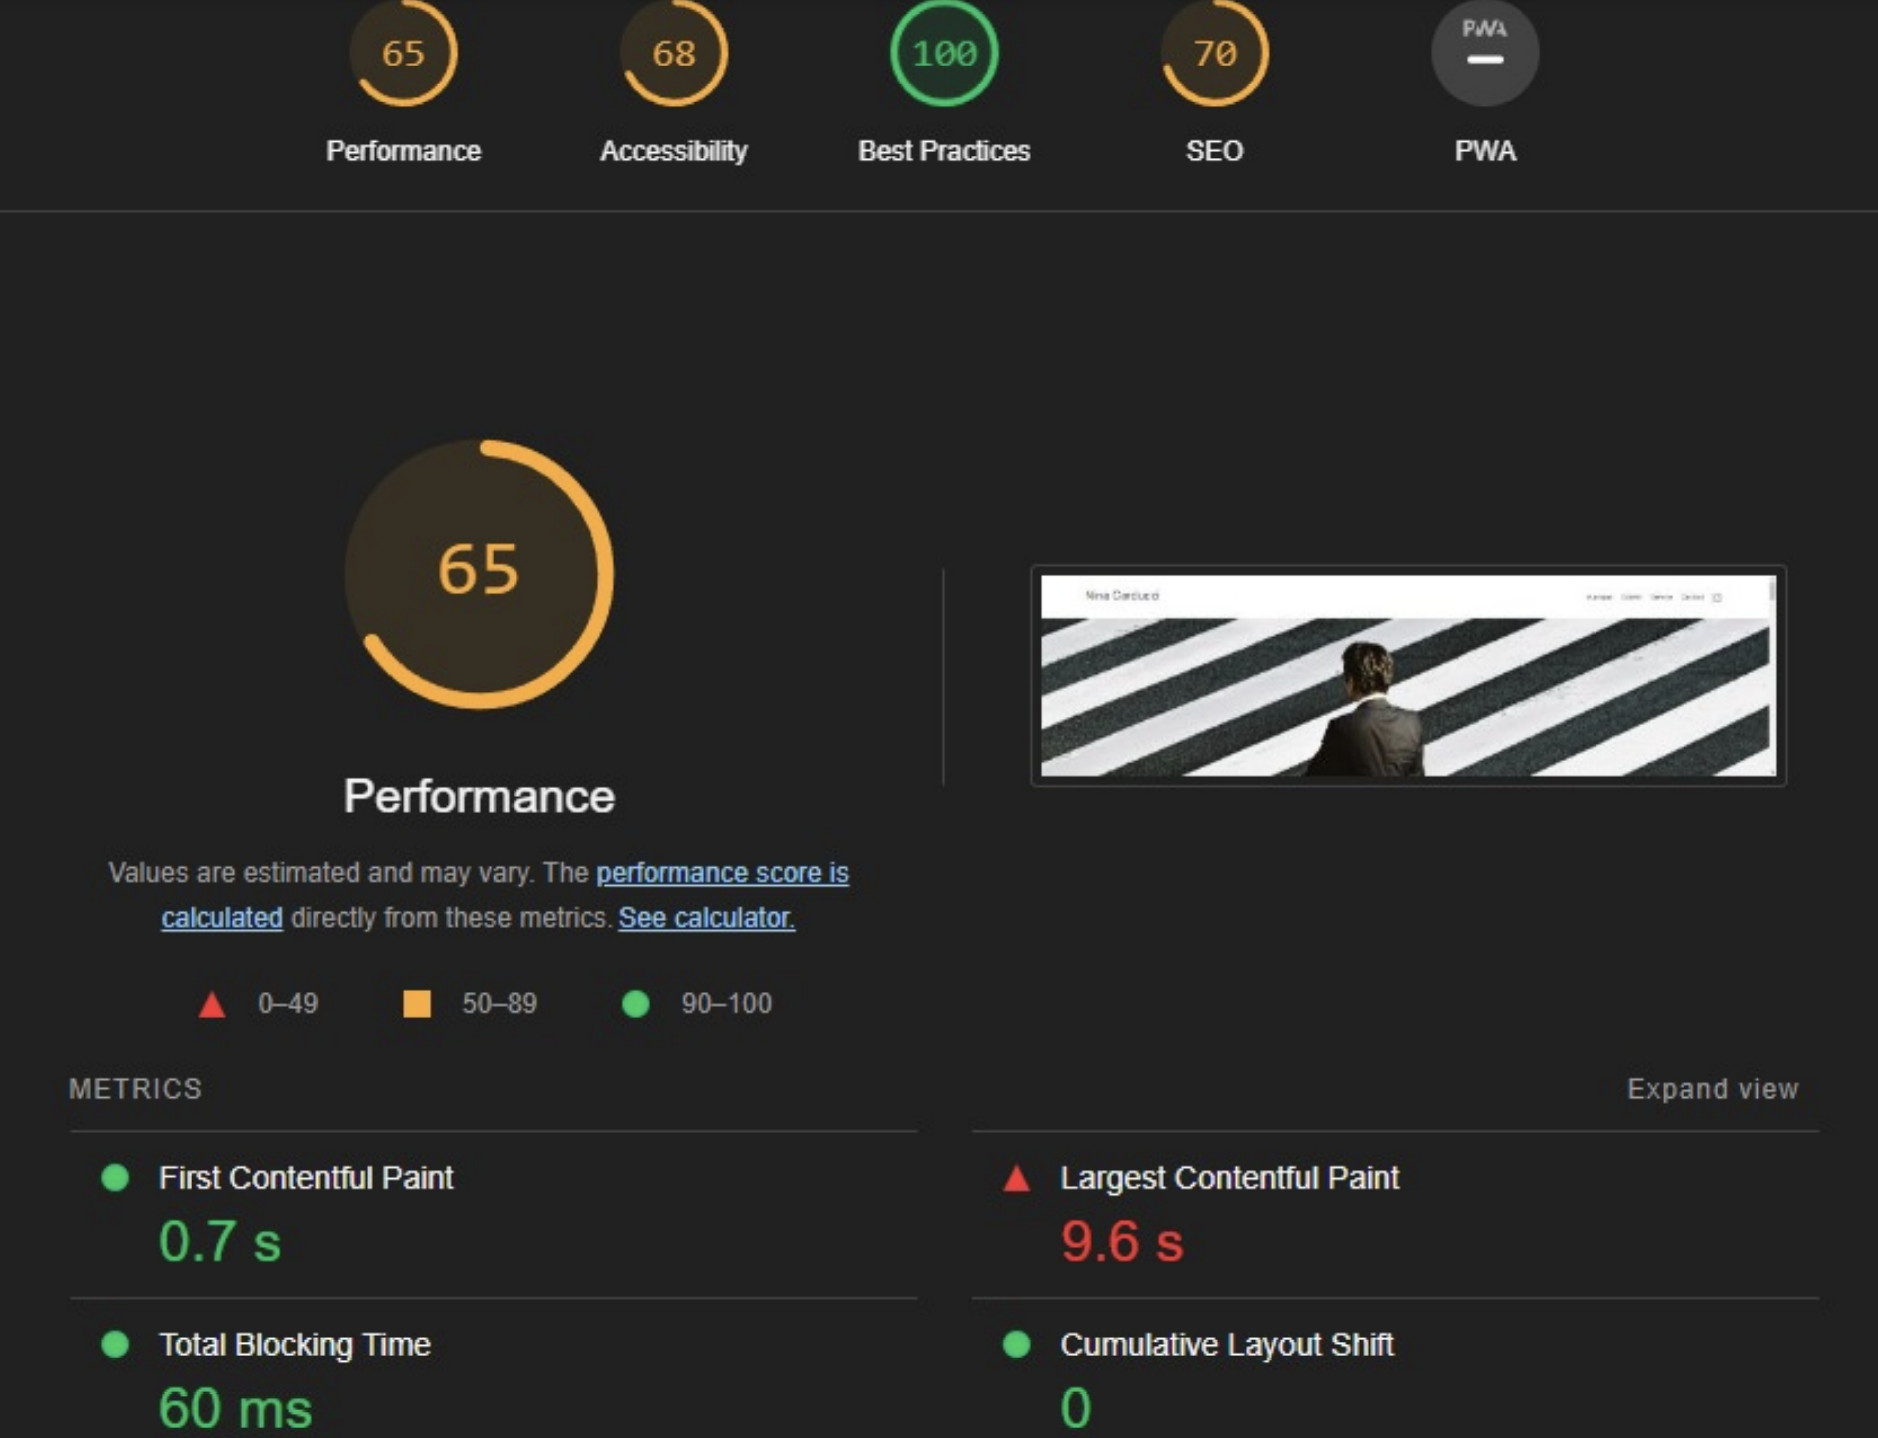 65
68
100
70
PWA
Performance
Accessibility
Best Practices
SEO
PWA
65
Nina Carducci
Performance
Values are estimated and may vary. The performance score is
calculated directly from these metrics. See calculator.
0–49
50–89
90–100
METRICS
Expand view
First Contentful Paint
0.7 s
Largest Contentful Paint
9.6 s
Total Blocking Time
60 ms
Cumulative Layout Shift
0